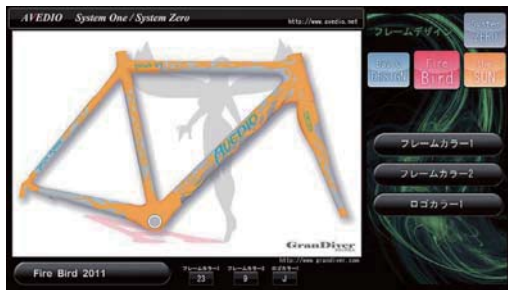 AVEDIO System One / System Zero
http://www.avedio.net
フレームデザイン
System
ZERO
Fire
Bird
SUN
DESIGN
フレームカラー1
フレームカラー2
ロゴカラー1
AVEDIO
GranDiver
http://www.grandiver.com
Fire Bird 2011
フレームカラー1
フレームカラー2
ロゴカラー1
23
9
J